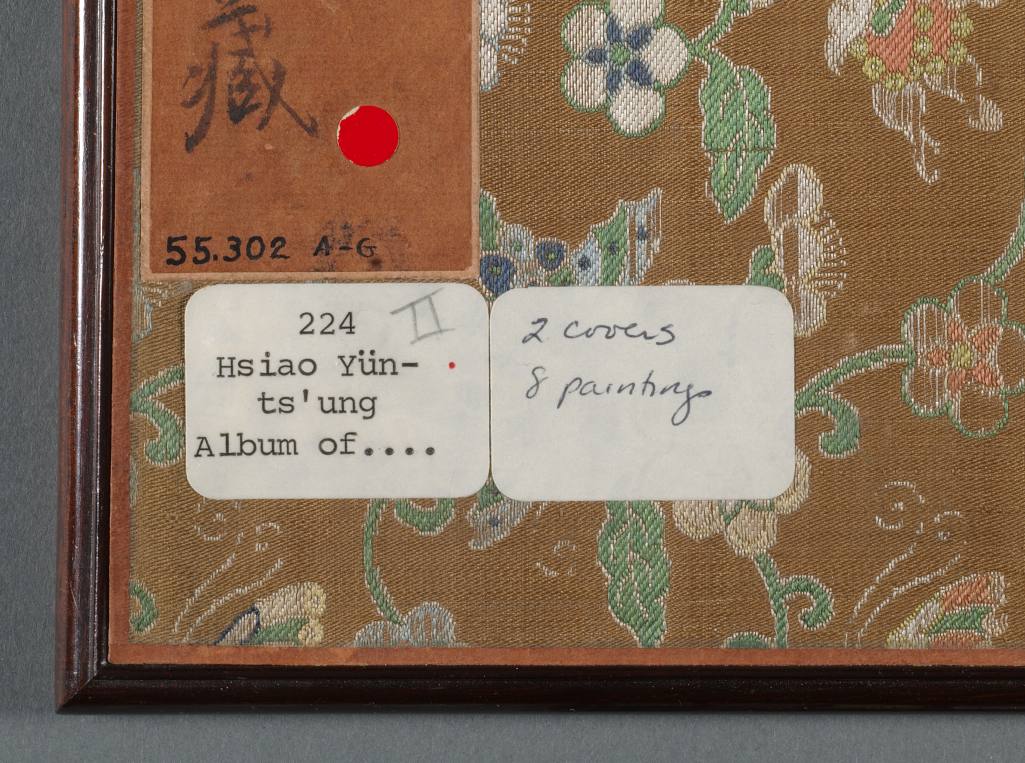 藏
55.302 A-G
224 II
Hsiao Yün-
ts'ung
Album of....
2 covers
8 paintings